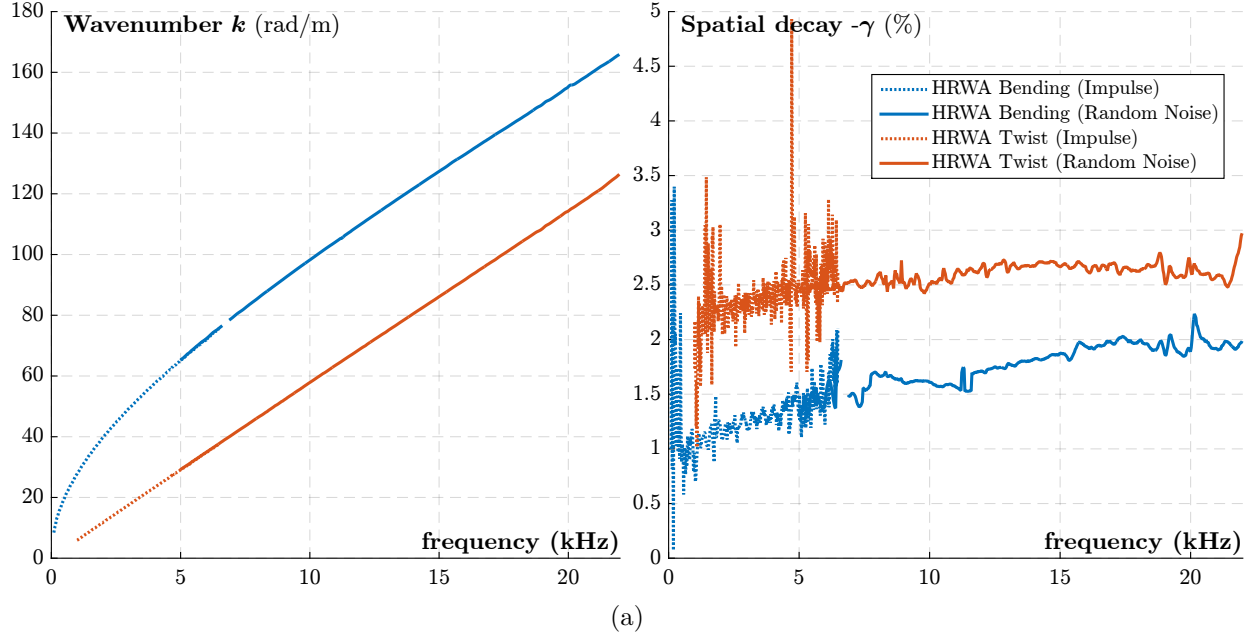 Wavenumber k (rad/m)
180
160
140
120
100
80
60
40
20
0
0 5 10 15 20
frequency (kHz)
Spatial decay -γ (%)
5
4.5
4
3.5
3
2.5
2
1.5
1
0.5
0
0 5 10 15 20
frequency (kHz)
HRWA Bending (Impulse)
HRWA Bending (Random Noise)
HRWA Twist (Impulse)
HRWA Twist (Random Noise)
(a)